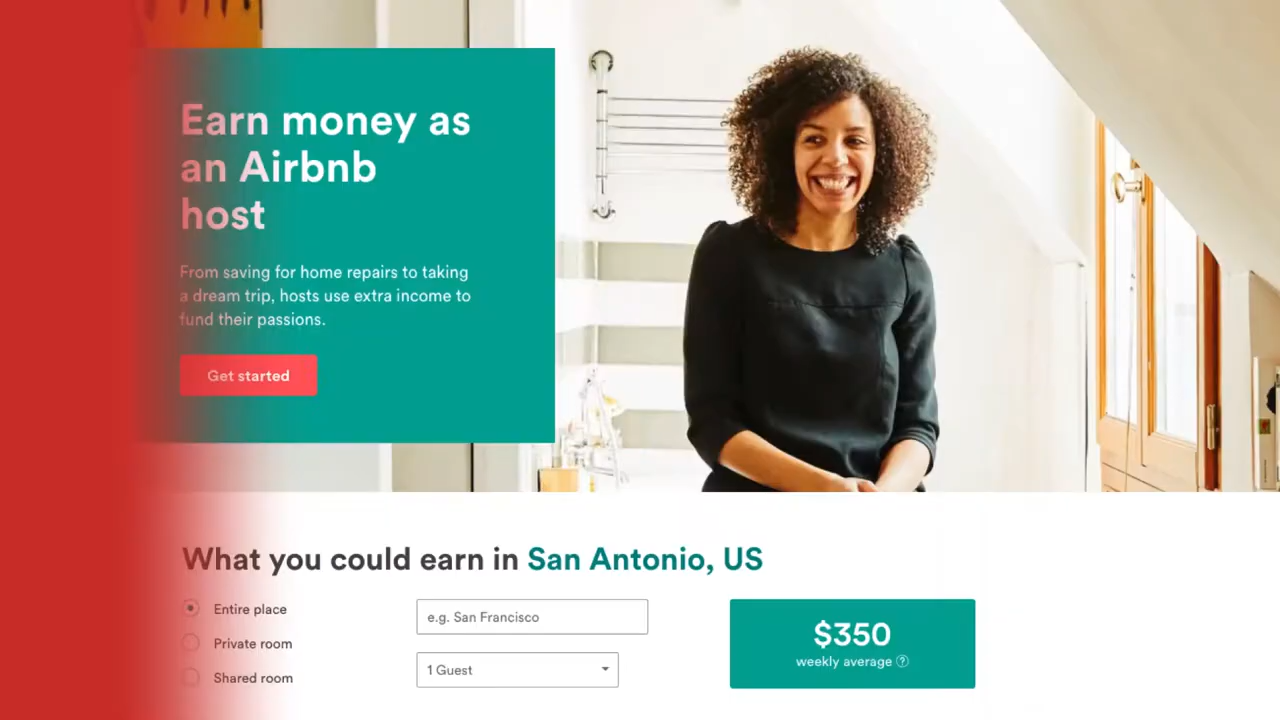 Earn money as
an Airbnb
host
From saving for home repairs to taking
a dream trip, hosts use extra income to
fund their passions.
Get started
What you could earn in San Antonio, US
Entire place
Private room
Shared room
e.g. San Francisco
1 Guest
$350
weekly average ?